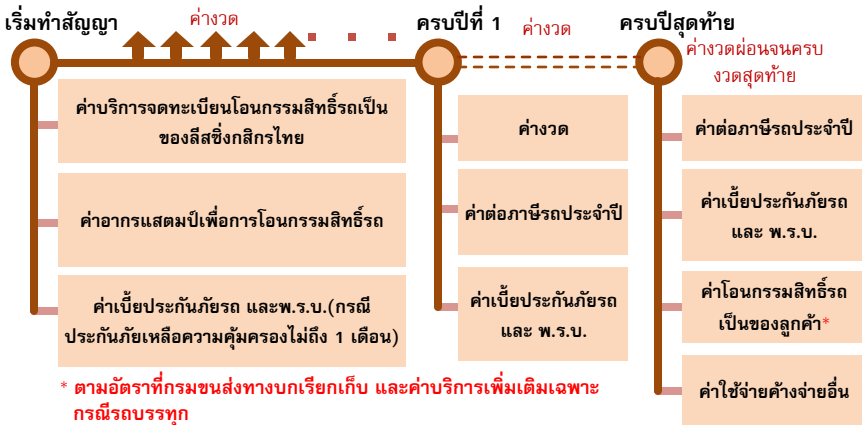 เริ่มทำสัญญา
ค่างวด
ค่าบริการจดทะเบียนโอนกรรมสิทธิ์รถเป็น
ของลีสซิ่งกสิกรไทย
ค่าอากรแสตมป์เพื่อการโอนกรรมสิทธิ์รถ
ค่าเบี้ยประกันภัยรถ และพ.ร.บ.(กรณี
ประกันภัยเหลือความคุ้มครองไม่ถึง 1 เดือน)
ครบปีที่ 1
ค่างวด
ค่างวด
ค่าต่อภาษีรถประจำปี
ค่าเบี้ยประกันภัยรถ
และ พ.ร.บ.
ครบปีสุดท้าย
ค่างวดผ่อนจนครบ
งวดสุดท้าย
ค่าต่อภาษีรถประจำปี
ค่าเบี้ยประกันภัยรถ
และ พ.ร.บ.
ค่าโอนกรรมสิทธิ์รถ
เป็นของลูกค้า*
ค่าใช้จ่ายค้างจ่ายอื่น
* ตามอัตราที่กรมขนส่งทางบกเรียกเก็บ และค่าบริการเพิ่มเติมเฉพาะ
กรณีรถบรรทุก